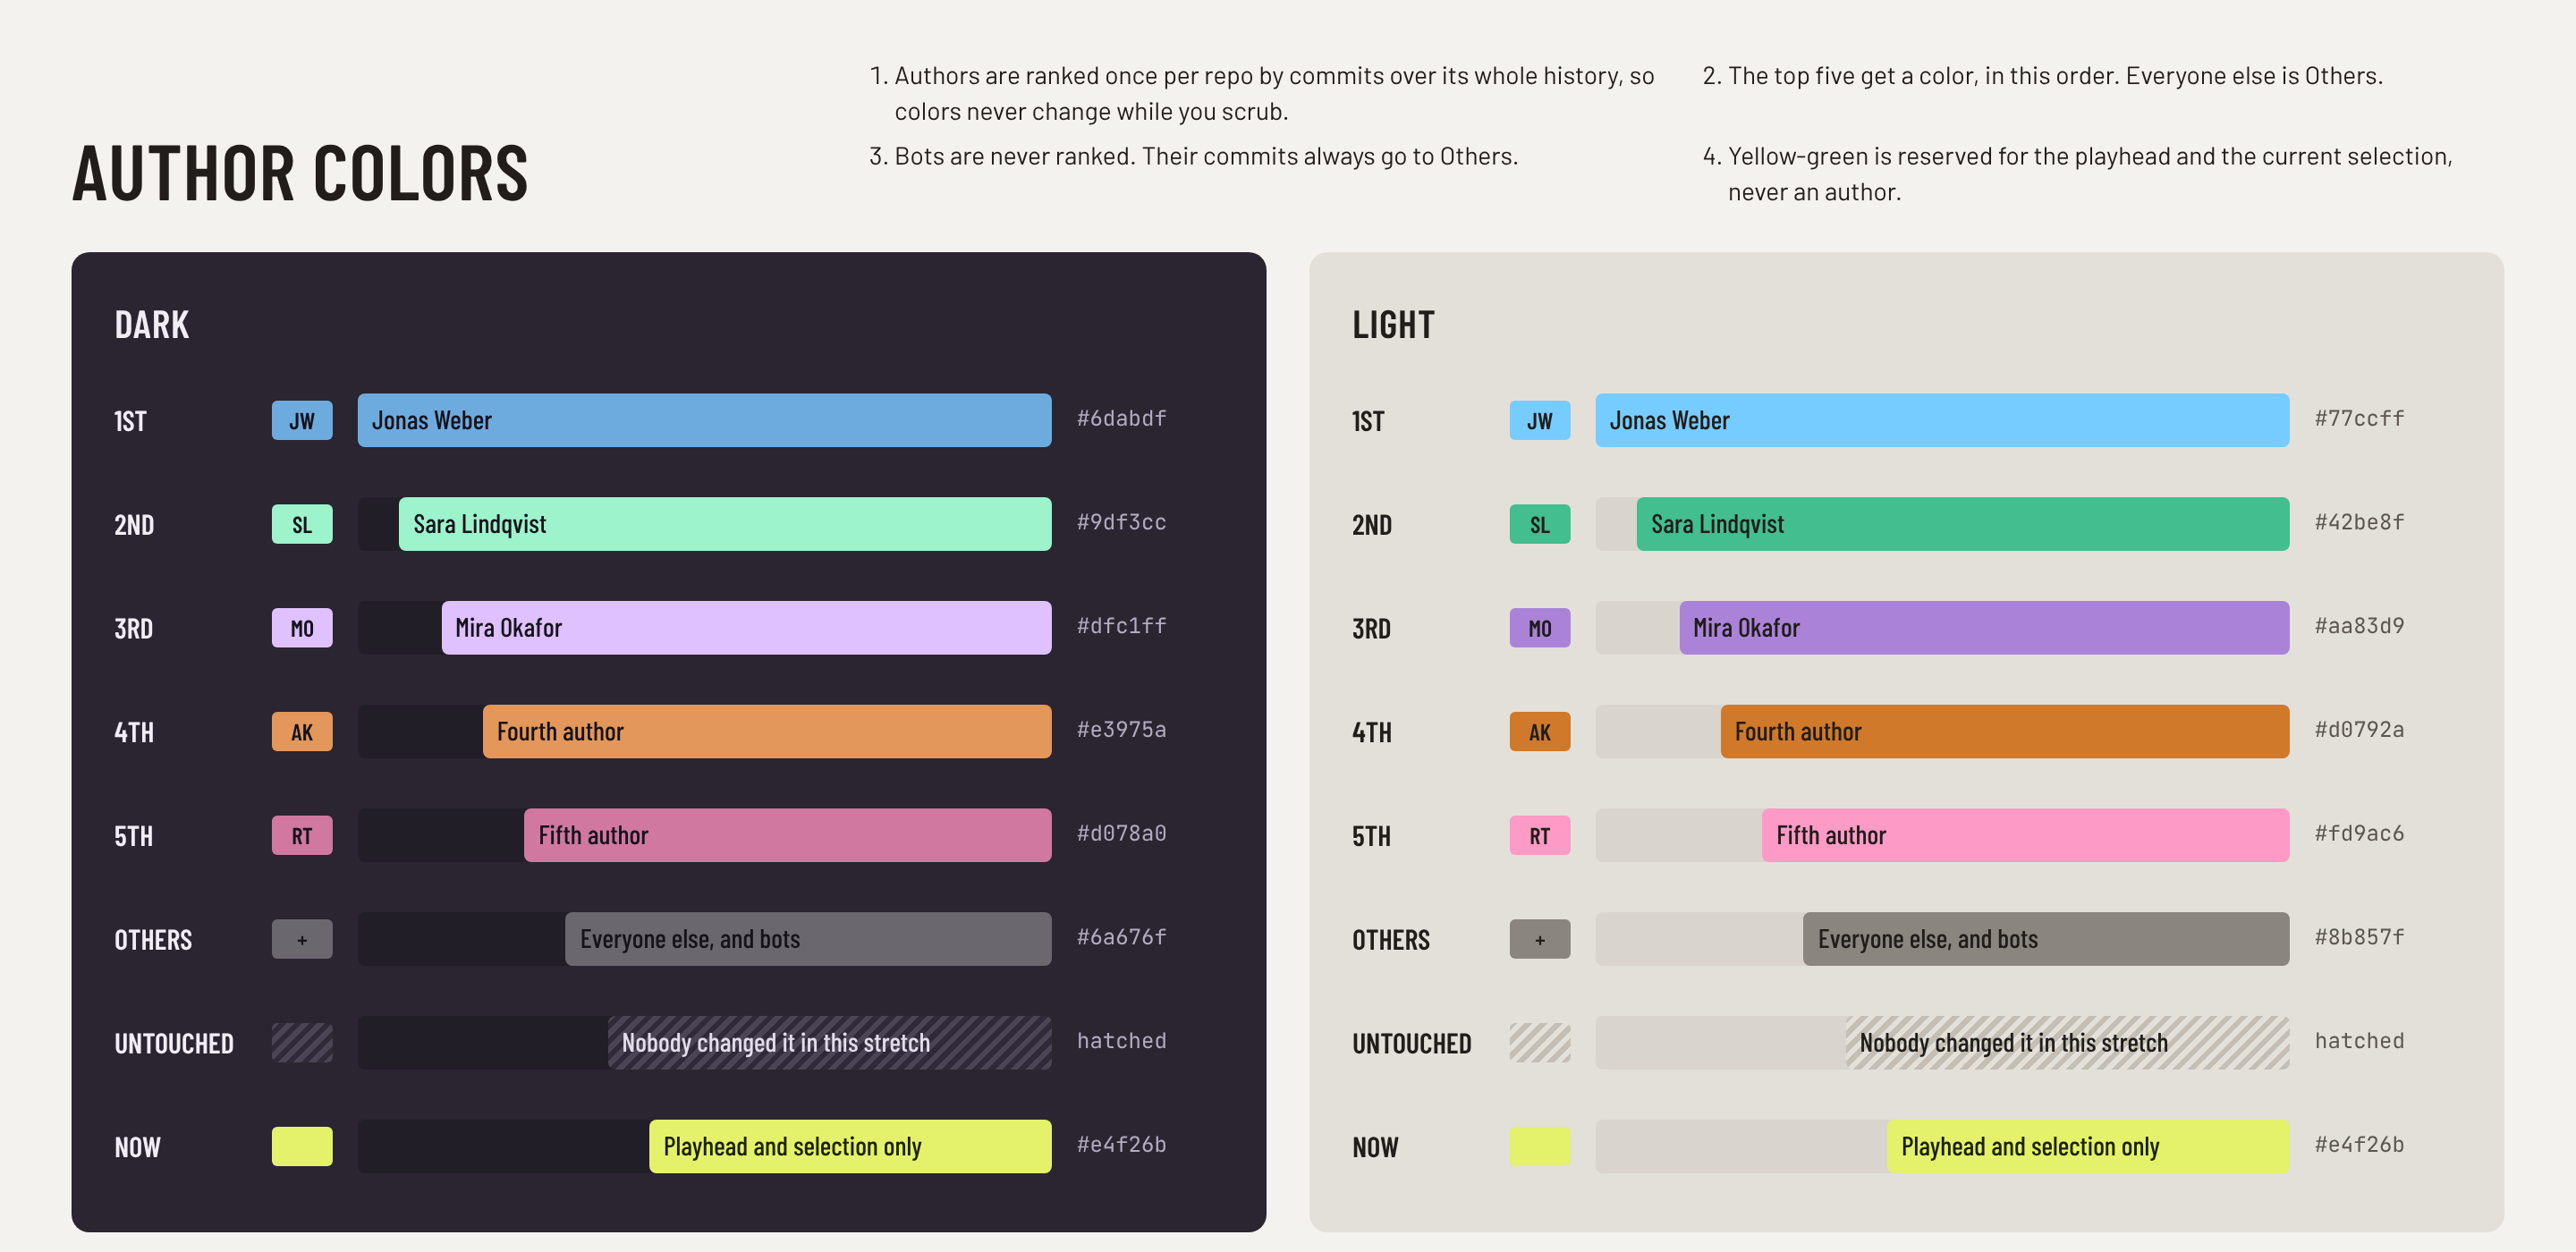 AUTHOR COLORS
1. Authors are ranked once per repo by commits over its whole history, so
colors never change while you scrub.
2. The top five get a color, in this order. Everyone else is Others.
3. Bots are never ranked. Their commits always go to Others.
4. Yellow-green is reserved for the playhead and the current selection,
never an author.
DARK
1ST JW Jonas Weber #6dabdf
2ND SL Sara Lindqvist #9df3cc
3RD MO Mira Okafor #dfc1ff
4TH AK Fourth author #e3975a
5TH RT Fifth author #d078a0
OTHERS + Everyone else, and bots #6a676f
UNTOUCHED Nobody changed it in this stretch hatched
NOW Playhead and selection only #e4f26b
LIGHT
1ST JW Jonas Weber #77ccff
2ND SL Sara Lindqvist #42be8f
3RD MO Mira Okafor #aa83d9
4TH AK Fourth author #d0792a
5TH RT Fifth author #fd9ac6
OTHERS + Everyone else, and bots #8b857f
UNTOUCHED Nobody changed it in this stretch hatched
NOW Playhead and selection only #e4f26b